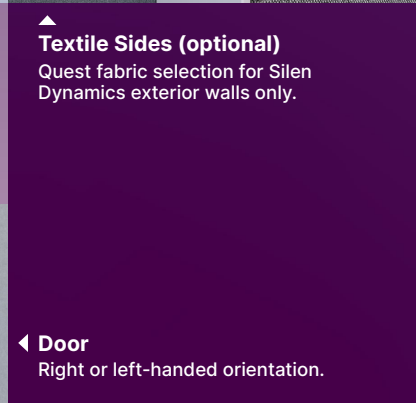 Textile Sides (optional)
Quest fabric selection for Silen
Dynamics exterior walls only.
Door
Right or left-handed orientation.